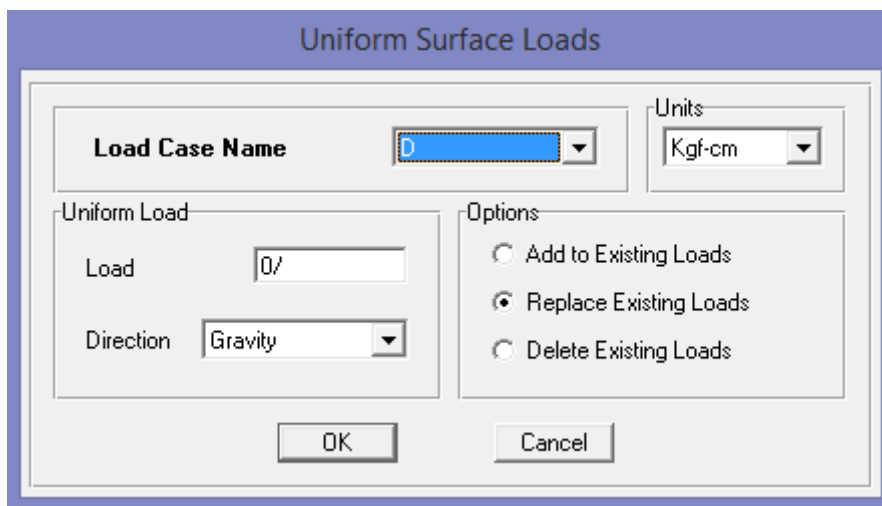 Uniform Surface Loads
Units
Load Case Name D Kgf-cm
Uniform Load
Load 0/
Direction Gravity
Options
Add to Existing Loads
Replace Existing Loads
Delete Existing Loads
OK Cancel